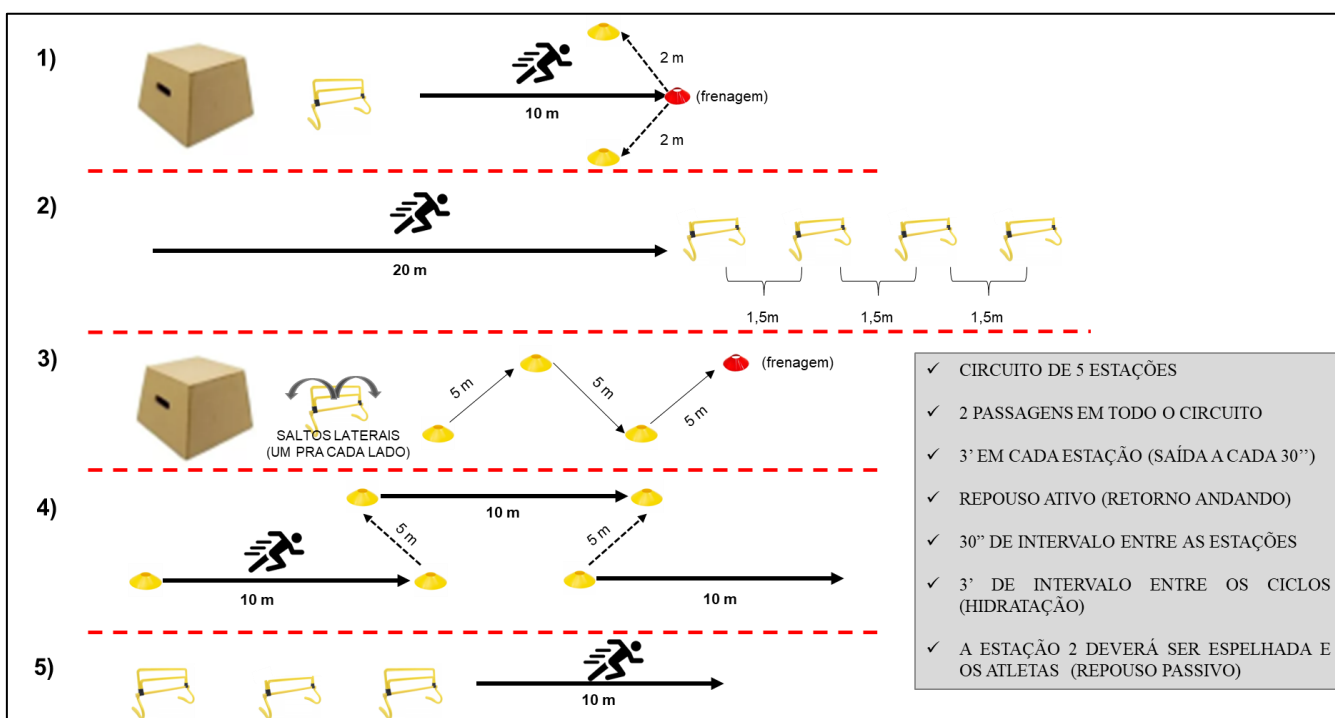 1)
2 m
10 m
(frenagem)
2 m
2)
20 m
1,5m
1,5m
1,5m
3)
5 m
5 m
5 m
(frenagem)
SALTOS LATERAIS
(UM PRA CADA LADO)
4)
10 m
5 m
5 m
10 m
10 m
5)
10 m
✓ CIRCUITO DE 5 ESTAÇÕES
✓ 2 PASSAGENS EM TODO O CIRCUITO
✓ 3’ EM CADA ESTAÇÃO (SAÍDA A CADA 30’’)
✓ REPOUSO ATIVO (RETORNO ANDANDO)
✓ 30” DE INTERVALO ENTRE AS ESTAÇÕES
✓ 3’ DE INTERVALO ENTRE OS CICLOS
(HIDRATAÇÃO)
✓ A ESTAÇÃO 2 DEVERÁ SER ESPELHADA E
OS ATLETAS (REPOUSO PASSIVO)